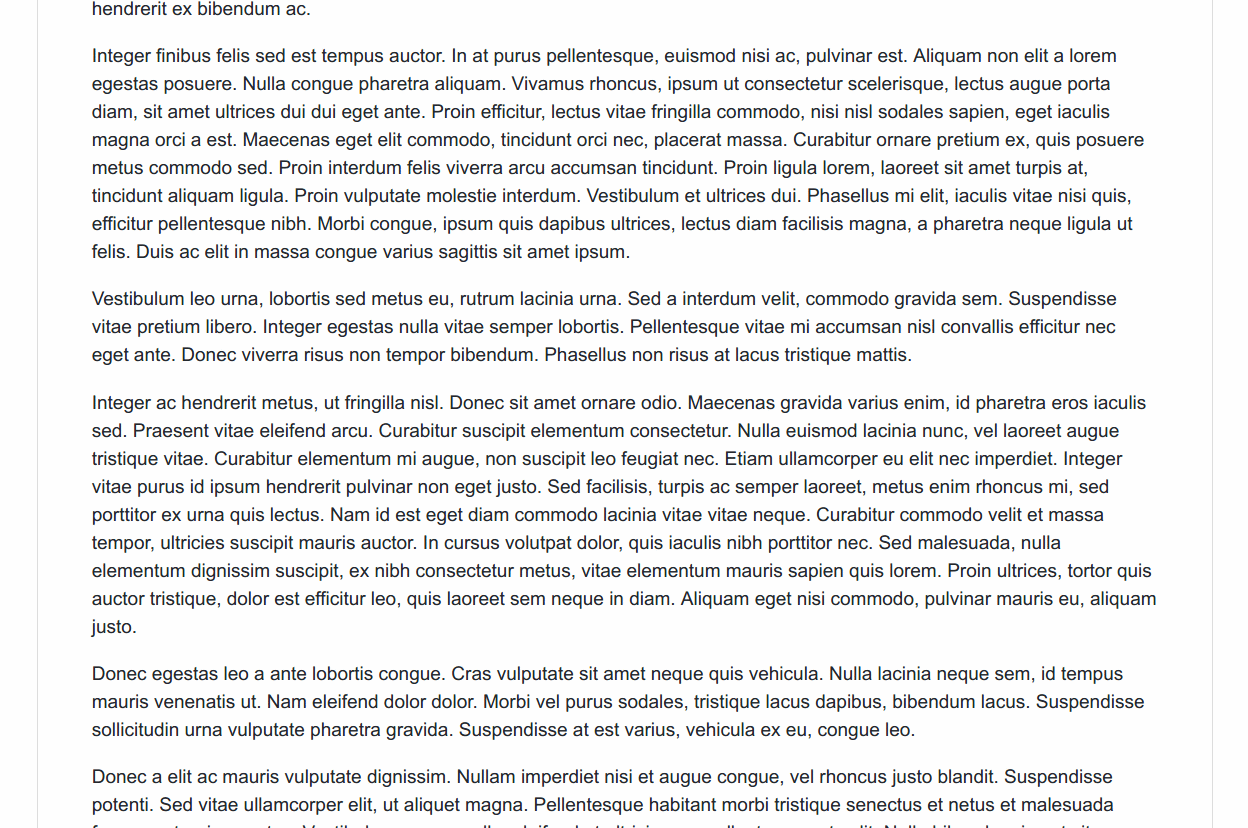 hendrerit ex bibendum ac.
Integer finibus felis sed est tempus auctor. In at purus pellentesque, euismod nisi ac, pulvinar est. Aliquam non elit a lorem
egestas posuere. Nulla congue pharetra aliquam. Vivamus rhoncus, ipsum ut consectetur scelerisque, lectus augue porta
diam, sit amet ultrices dui dui eget ante. Proin efficitur, lectus vitae fringilla commodo, nisi nisl sodales sapien, eget iaculis
magna orci a est. Maecenas eget elit commodo, tincidunt orci nec, placerat massa. Curabitur ornare pretium ex, quis posuere
metus commodo sed. Proin interdum felis viverra arcu accumsan tincidunt. Proin ligula lorem, laoreet sit amet turpis at,
tincidunt aliquam ligula. Proin vulputate molestie interdum. Vestibulum et ultrices dui. Phasellus mi elit, iaculis vitae nisi quis,
efficitur pellentesque nibh. Morbi congue, ipsum quis dapibus ultrices, lectus diam facilisis magna, a pharetra neque ligula ut
felis. Duis ac elit in massa congue varius sagittis sit amet ipsum.
Vestibulum leo urna, lobortis sed metus eu, rutrum lacinia urna. Sed a interdum velit, commodo gravida sem. Suspendisse
vitae pretium libero. Integer egestas nulla vitae semper lobortis. Pellentesque vitae mi accumsan nisl convallis efficitur nec
eget ante. Donec viverra risus non tempor bibendum. Phasellus non risus at lacus tristique mattis.
Integer ac hendrerit metus, ut fringilla nisl. Donec sit amet ornare odio. Maecenas gravida varius enim, id pharetra eros iaculis
sed. Praesent vitae eleifend arcu. Curabitur suscipit elementum consectetur. Nulla euismod lacinia nunc, vel laoreet augue
tristique vitae. Curabitur elementum mi augue, non suscipit leo feugiat nec. Etiam ullamcorper eu elit nec imperdiet. Integer
vitae purus id ipsum hendrerit pulvinar non eget justo. Sed facilisis, turpis ac semper laoreet, metus enim rhoncus mi, sed
porttitor ex urna quis lectus. Nam id est eget diam commodo lacinia vitae vitae neque. Curabitur commodo velit et massa
tempor, ultricies suscipit mauris auctor. In cursus volutpat dolor, quis iaculis nibh porttitor nec. Sed malesuada, nulla
elementum dignissim suscipit, ex nibh consectetur metus, vitae elementum mauris sapien quis lorem. Proin ultrices, tortor quis
auctor tristique, dolor est efficitur leo, quis laoreet sem neque in diam. Aliquam eget nisi commodo, pulvinar mauris eu, aliquam
justo.
Donec egestas leo a ante lobortis congue. Cras vulputate sit amet neque quis vehicula. Nulla lacinia neque sem, id tempus
mauris venenatis ut. Nam eleifend dolor dolor. Morbi vel purus sodales, tristique lacus dapibus, bibendum lacus. Suspendisse
sollicitudin urna vulputate pharetra gravida. Suspendisse at est varius, vehicula ex eu, congue leo.
Donec a elit ac mauris vulputate dignissim. Nullam imperdiet nisi et augue congue, vel rhoncus justo blandit. Suspendisse
potenti. Sed vitae ullamcorper elit, ut aliquet magna. Pellentesque habitant morbi tristique senectus et netus et malesuada